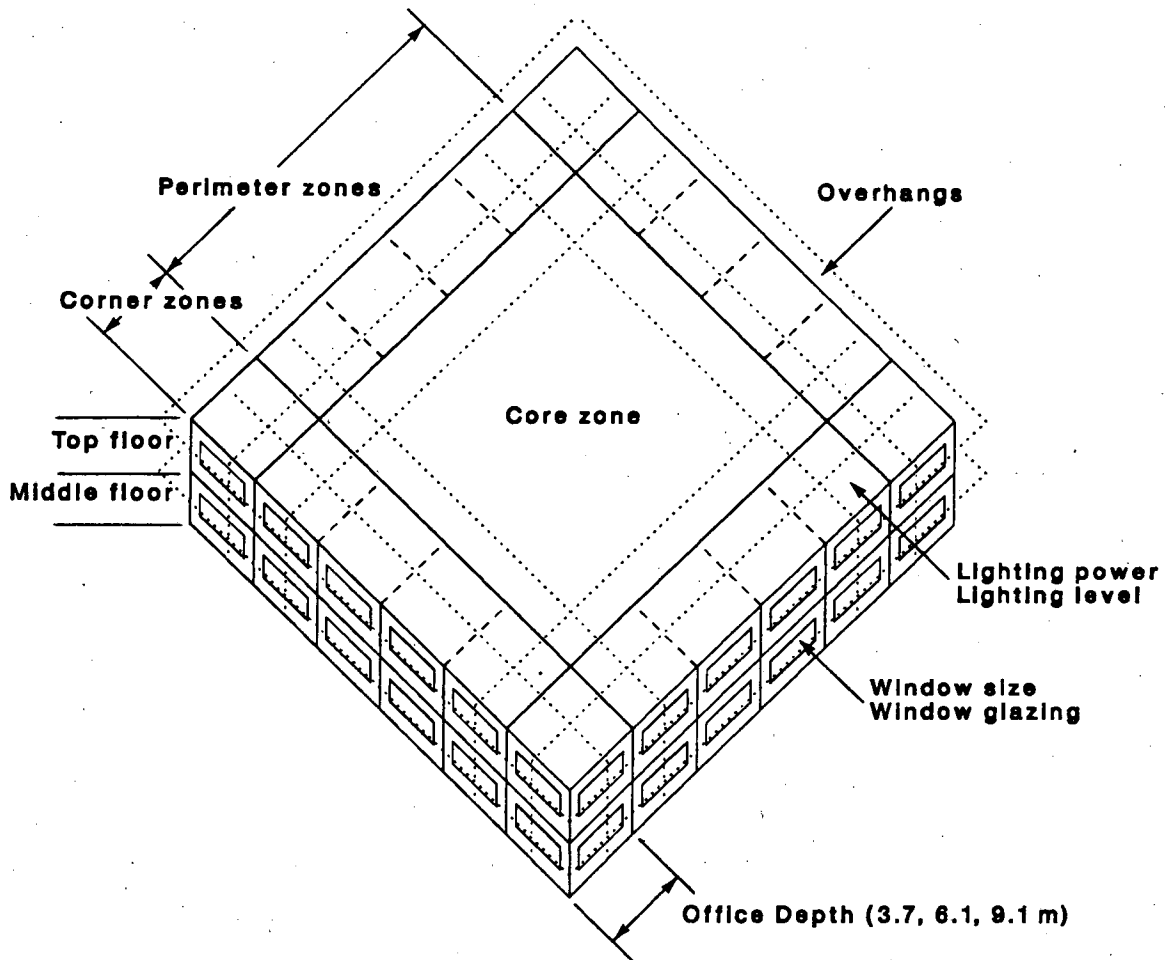 Perimeter zones
Overhangs
Corner zones
Top floor
Core zone
Middle floor
Lighting power
Lighting level
Window size
Window glazing
Office Depth (3.7, 6.1, 9.1 m)